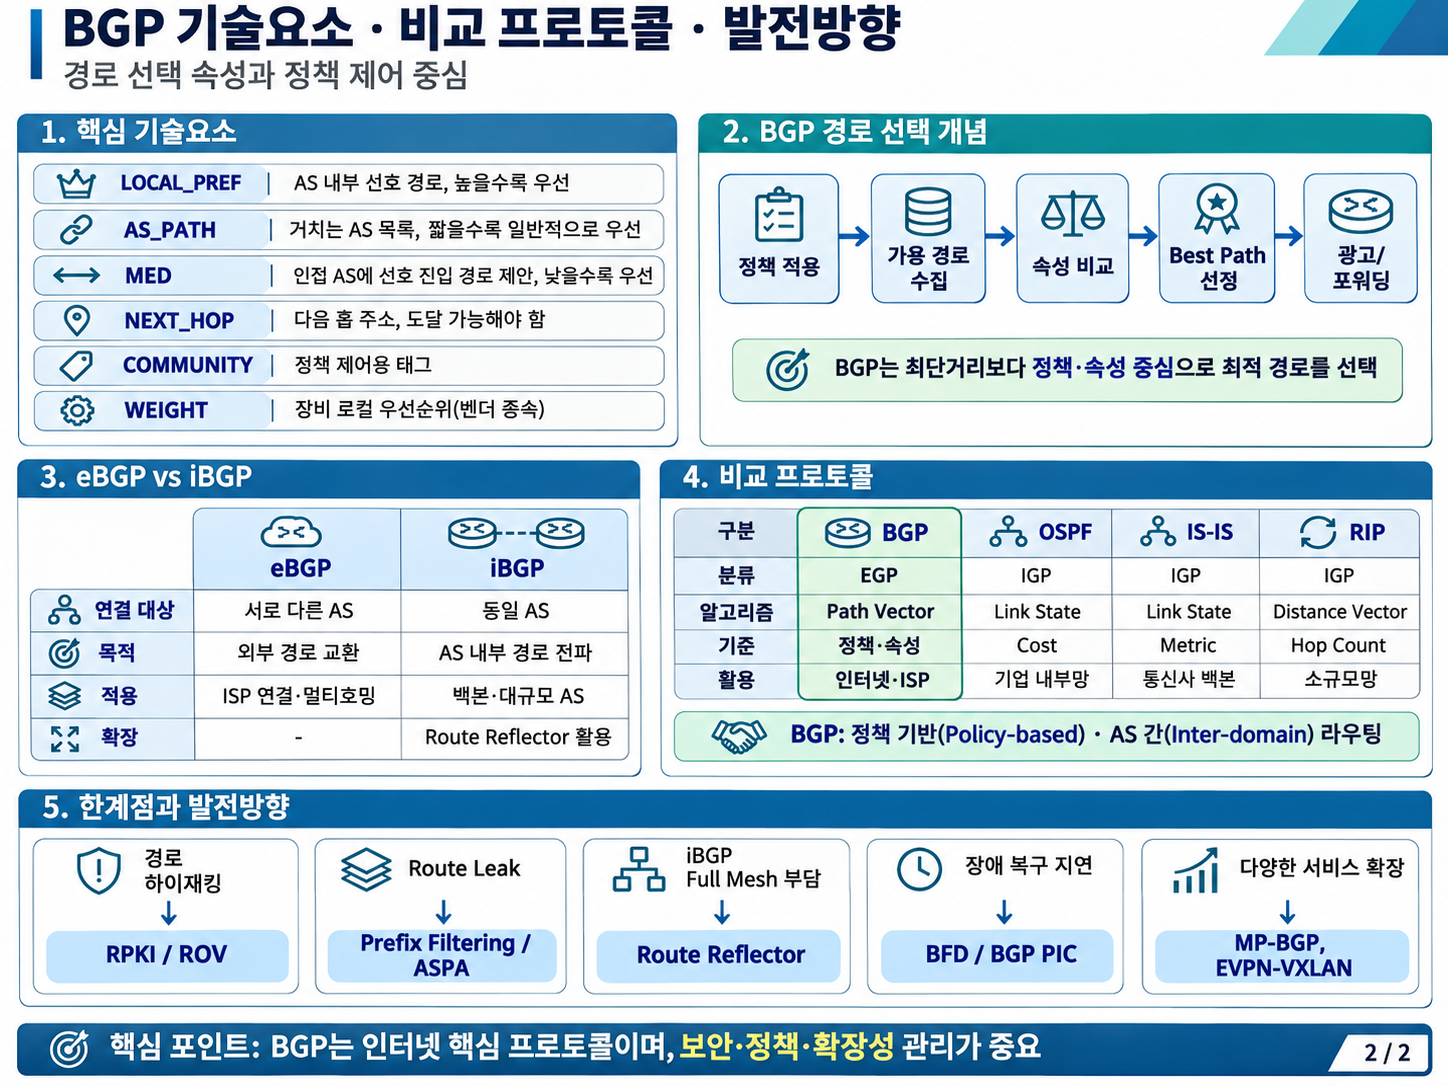 BGP 기술요소 · 비교 프로토콜 · 발전방향
경로 선택 속성과 정책 제어 중심
1. 핵심 기술요소
LOCAL_PREF | AS 내부 선호 경로, 높을수록 우선
AS_PATH | 거치는 AS 목록, 짧을수록 일반적으로 우선
MED | 인접 AS에 선호 진입 경로 제안, 낮을수록 우선
NEXT_HOP | 다음 홉 주소, 도달 가능해야 함
COMMUNITY | 정책 제어용 태그
WEIGHT | 장비 로컬 우선순위(벤더 종속)
2. BGP 경로 선택 개념
정책 적용
가용 경로
수집
속성 비교
Best Path
선정
광고/
포워딩
BGP는 최단거리보다 정책·속성 중심으로 최적 경로를 선택
3. eBGP vs iBGP
eBGP iBGP
연결 대상 서로 다른 AS 동일 AS
목적 외부 경로 교환 AS 내부 경로 전파
적용 ISP 연결·멀티호밍 백본·대규모 AS
확장 - Route Reflector 활용
4. 비교 프로토콜
구분 BGP OSPF IS-IS RIP
분류 EGP IGP IGP IGP
알고리즘 Path Vector Link State Link State Distance Vector
기준 정책·속성 Cost Metric Hop Count
활용 인터넷·ISP 기업 내부망 통신사 백본 소규모망
BGP: 정책 기반(Policy-based) · AS 간(Inter-domain) 라우팅
5. 한계점과 발전방향
경로
하이재킹
RPKI / ROV
Route Leak
Prefix Filtering /
ASPA
iBGP
Full Mesh 부담
Route Reflector
장애 복구 지연
BFD / BGP PIC
다양한 서비스 확장
MP-BGP,
EVPN-VXLAN
핵심 포인트: BGP는 인터넷 핵심 프로토콜이며, 보안·정책·확장성 관리가 중요
2 / 2